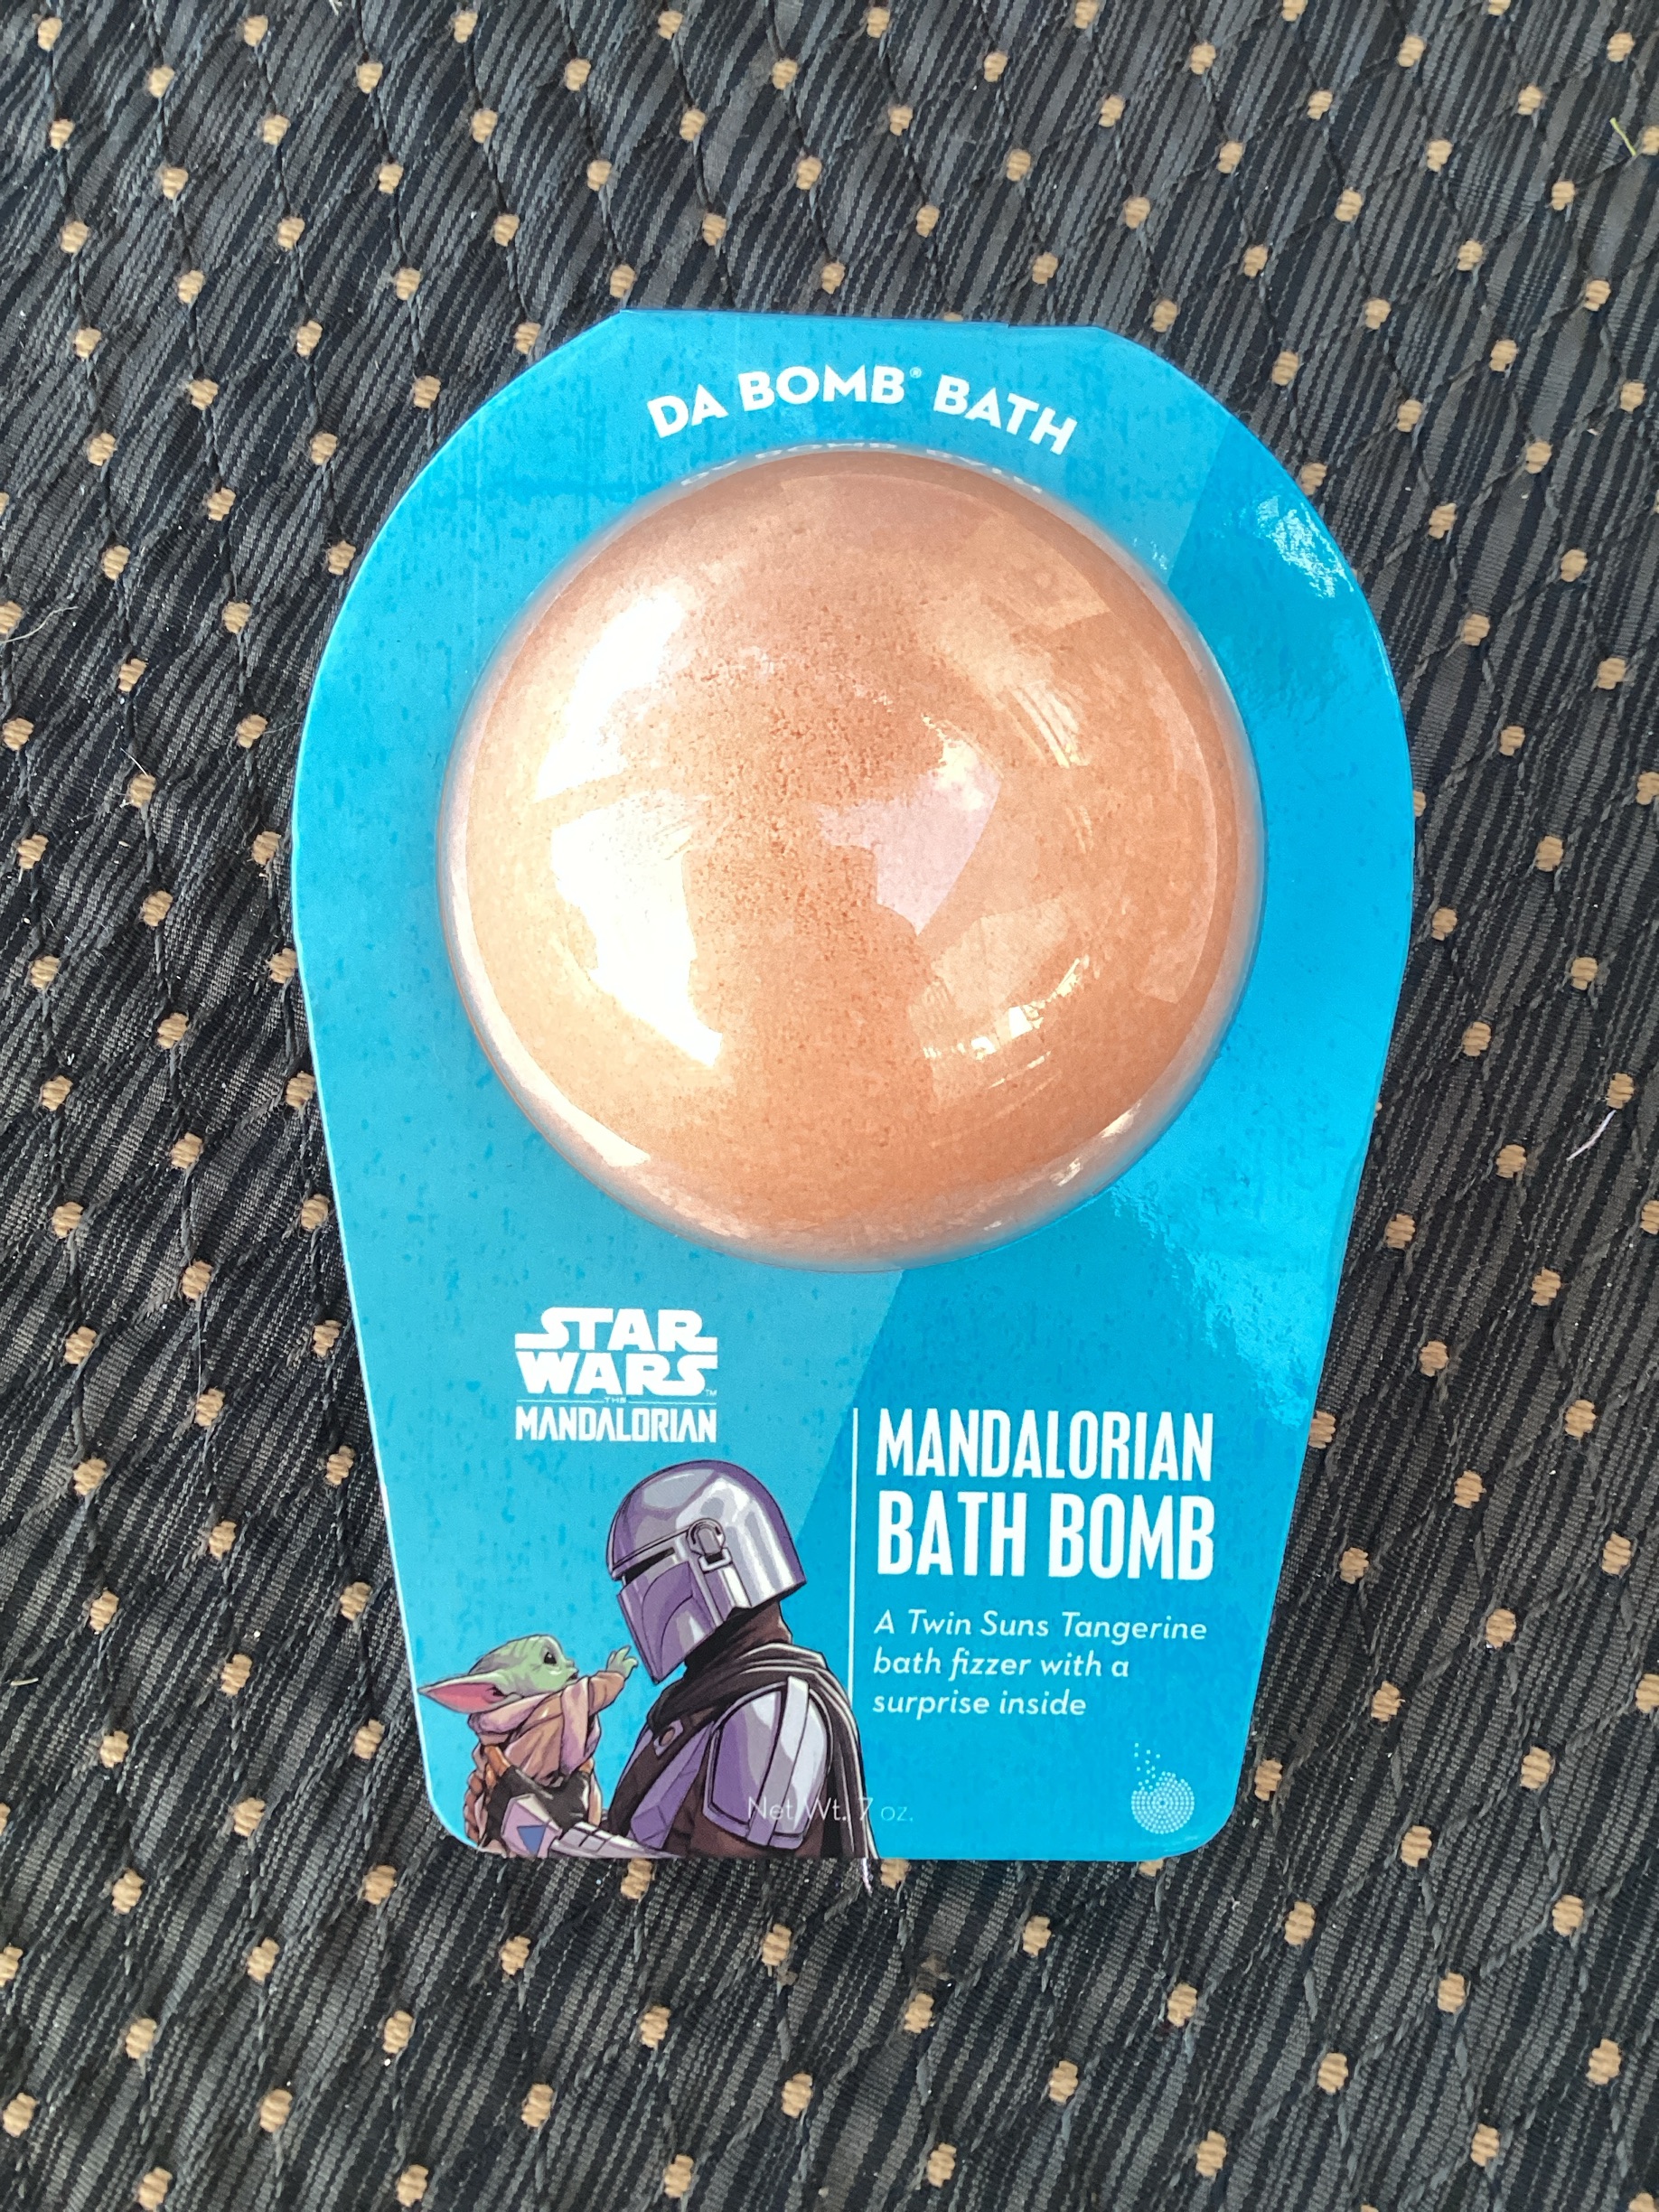 DA BOMB® BATH
STAR
WARS™
THE
MANDALORIAN
MANDALORIAN
BATH BOMB
A Twin Suns Tangerine
bath fizzer with a
surprise inside
Net Wt. 7 oz.